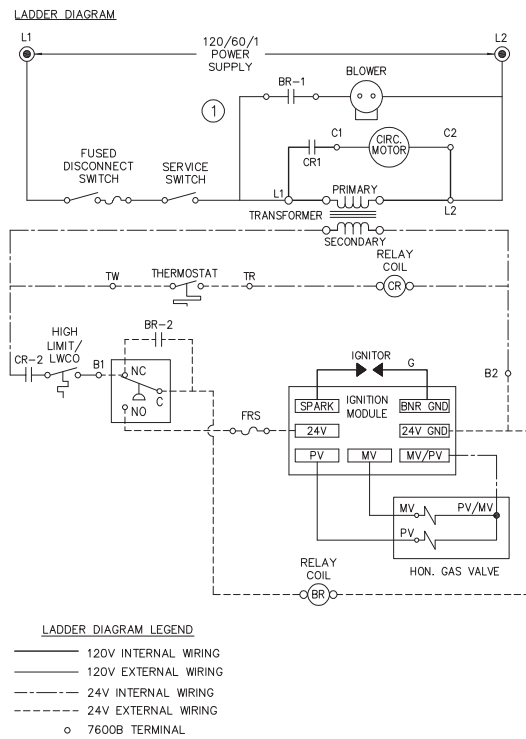 LADDER DIAGRAM
L1
120/60/1
POWER
SUPPLY
L2
BLOWER
BR-1
1
CIRC.
MOTOR
C1
C2
CR1
FUSED
DISCONNECT
SWITCH
SERVICE
SWITCH
L1
PRIMARY
L2
TRANSFORMER
SECONDARY
RELAY
COIL
TW
THERMOSTAT
TR
CR
BR-2
HIGH
LIMIT/
LWCO
CR-2
B1
NC
C
NO
IGNITOR
G
B2
SPARK
IGNITION
MODULE
BNR GND
FRS
24V
24V GND
PV
MV
MV/PV
MV
PV/MV
PV
HON. GAS VALVE
RELAY
COIL
BR
LADDER DIAGRAM LEGEND
120V INTERNAL WIRING
120V EXTERNAL WIRING
24V INTERNAL WIRING
24V EXTERNAL WIRING
7600B TERMINAL